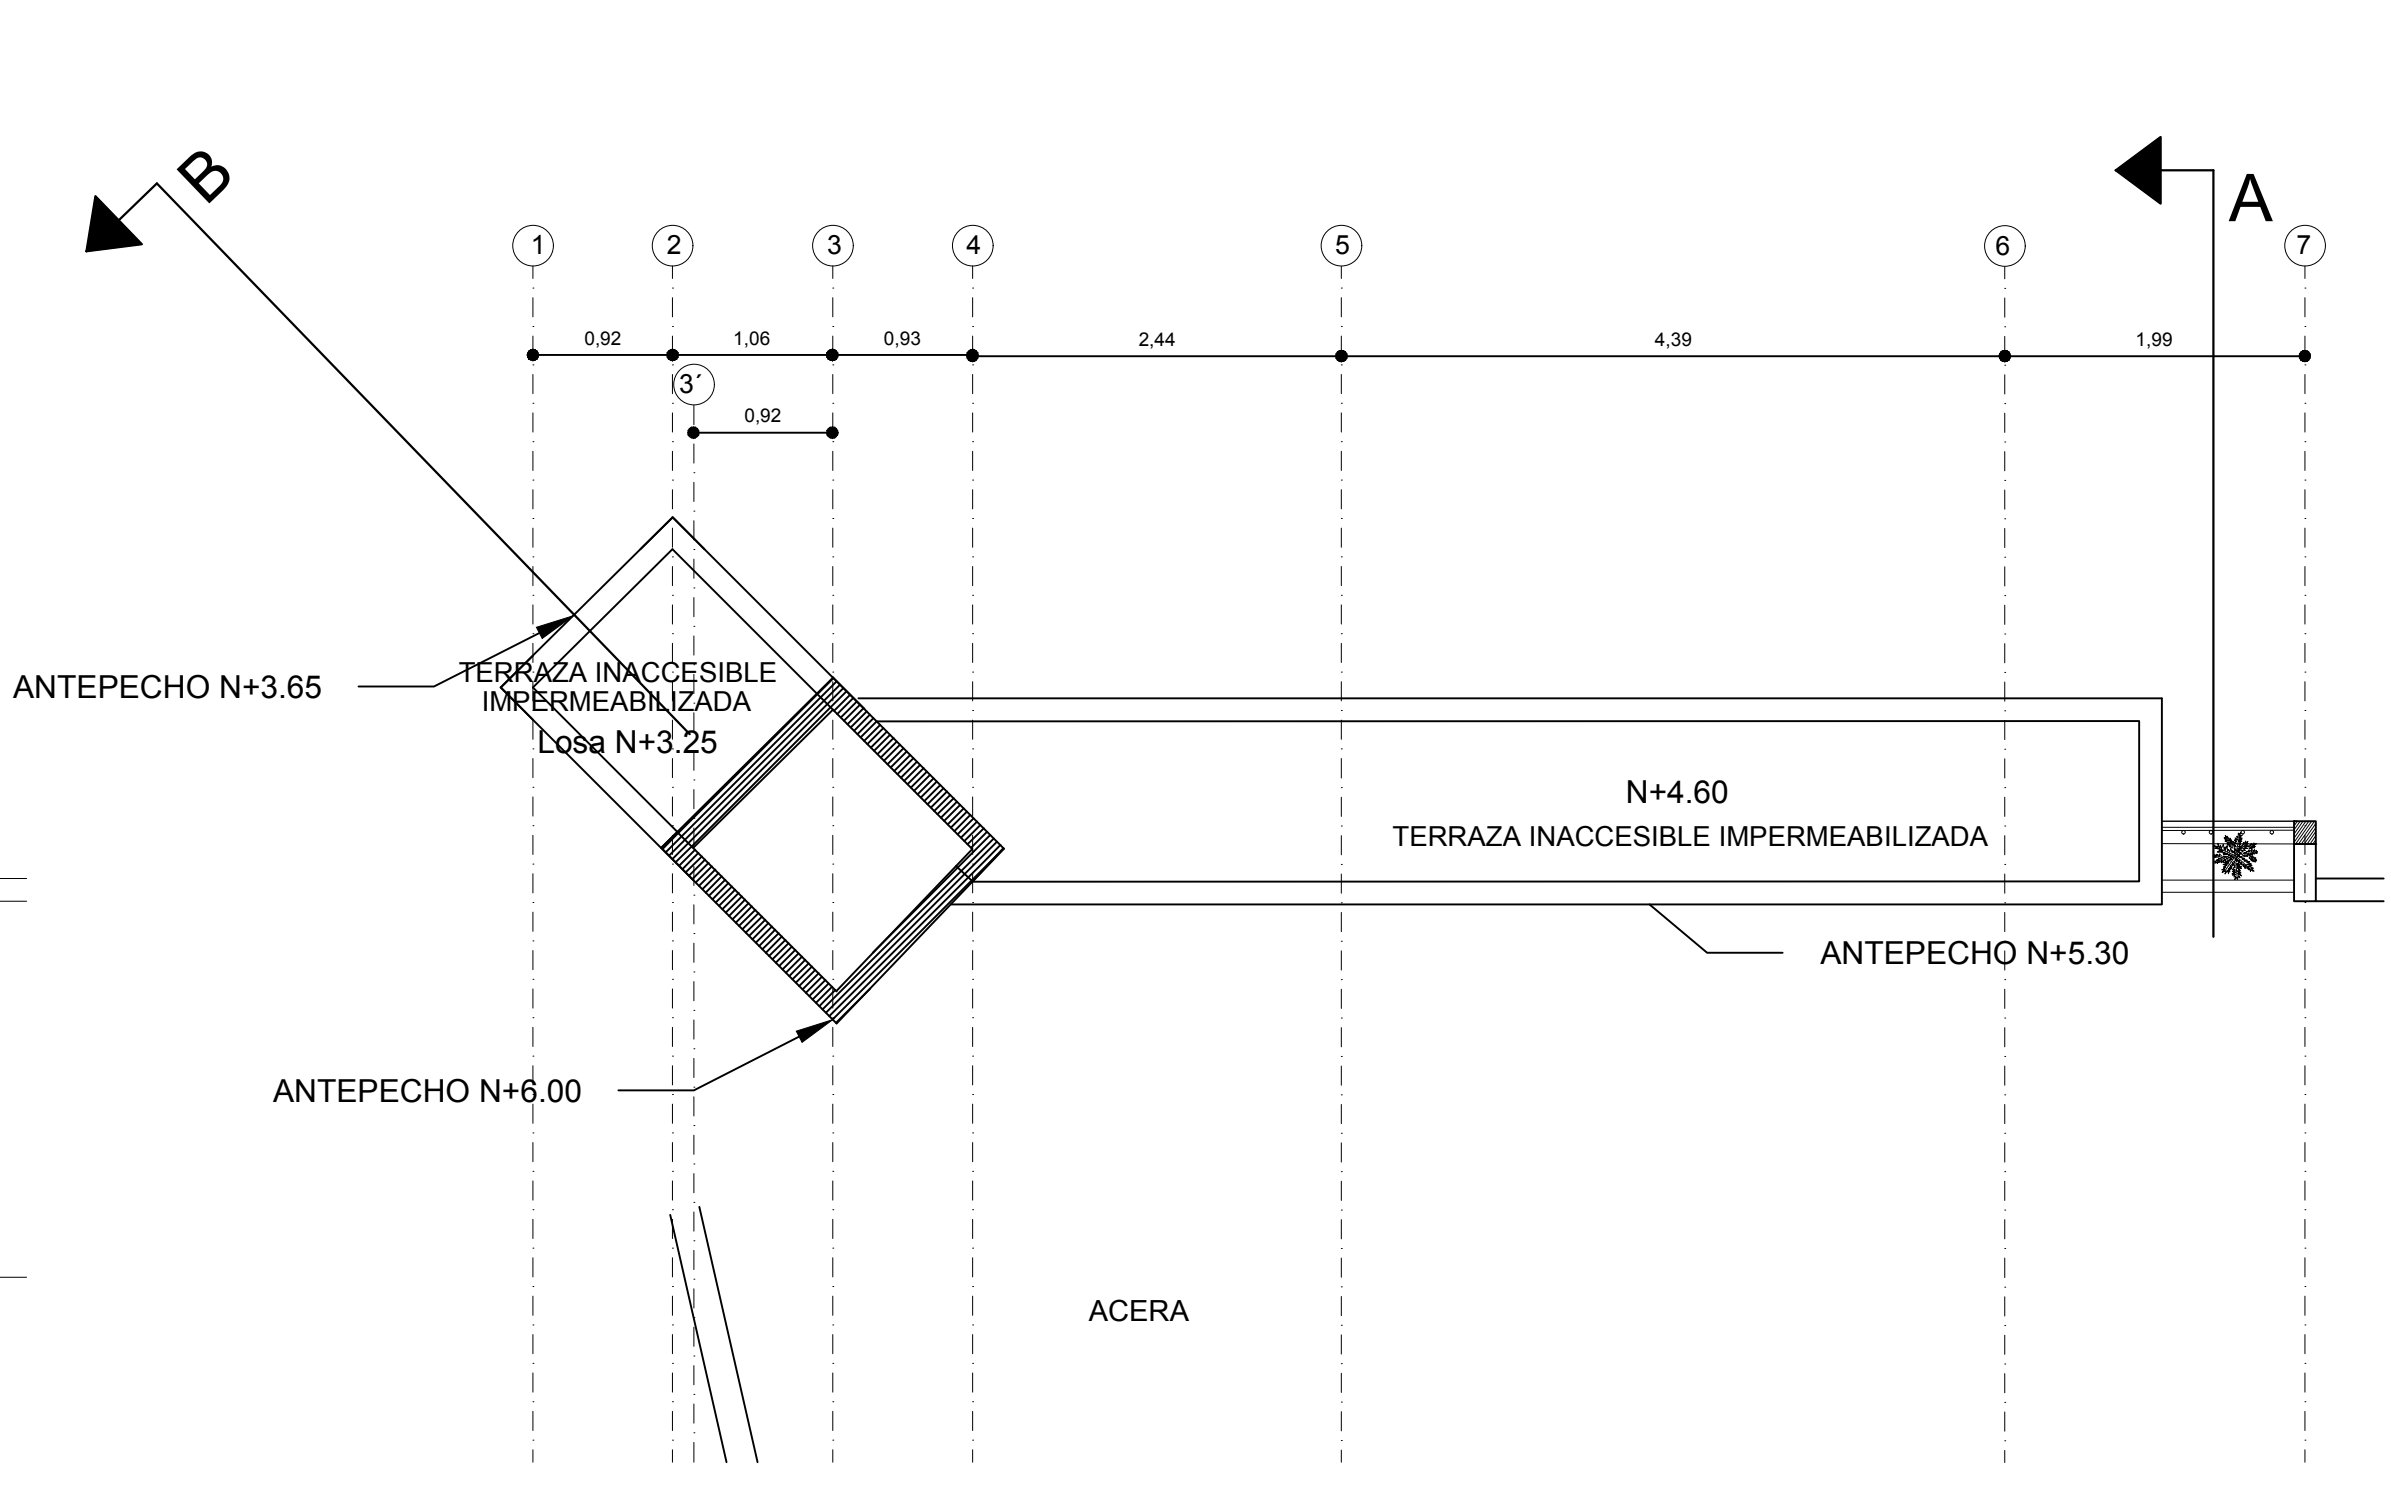 B
A
1
2
3
4
5
6
7
0,92
1,06
0,93
2,44
4,39
1,99
3´
0,92
ANTEPECHO N+3.65
TERRAZA INACCESIBLE
IMPERMEABILIZADA
Losa N+3.25
N+4.60
TERRAZA INACCESIBLE IMPERMEABILIZADA
ANTEPECHO N+5.30
ANTEPECHO N+6.00
ACERA